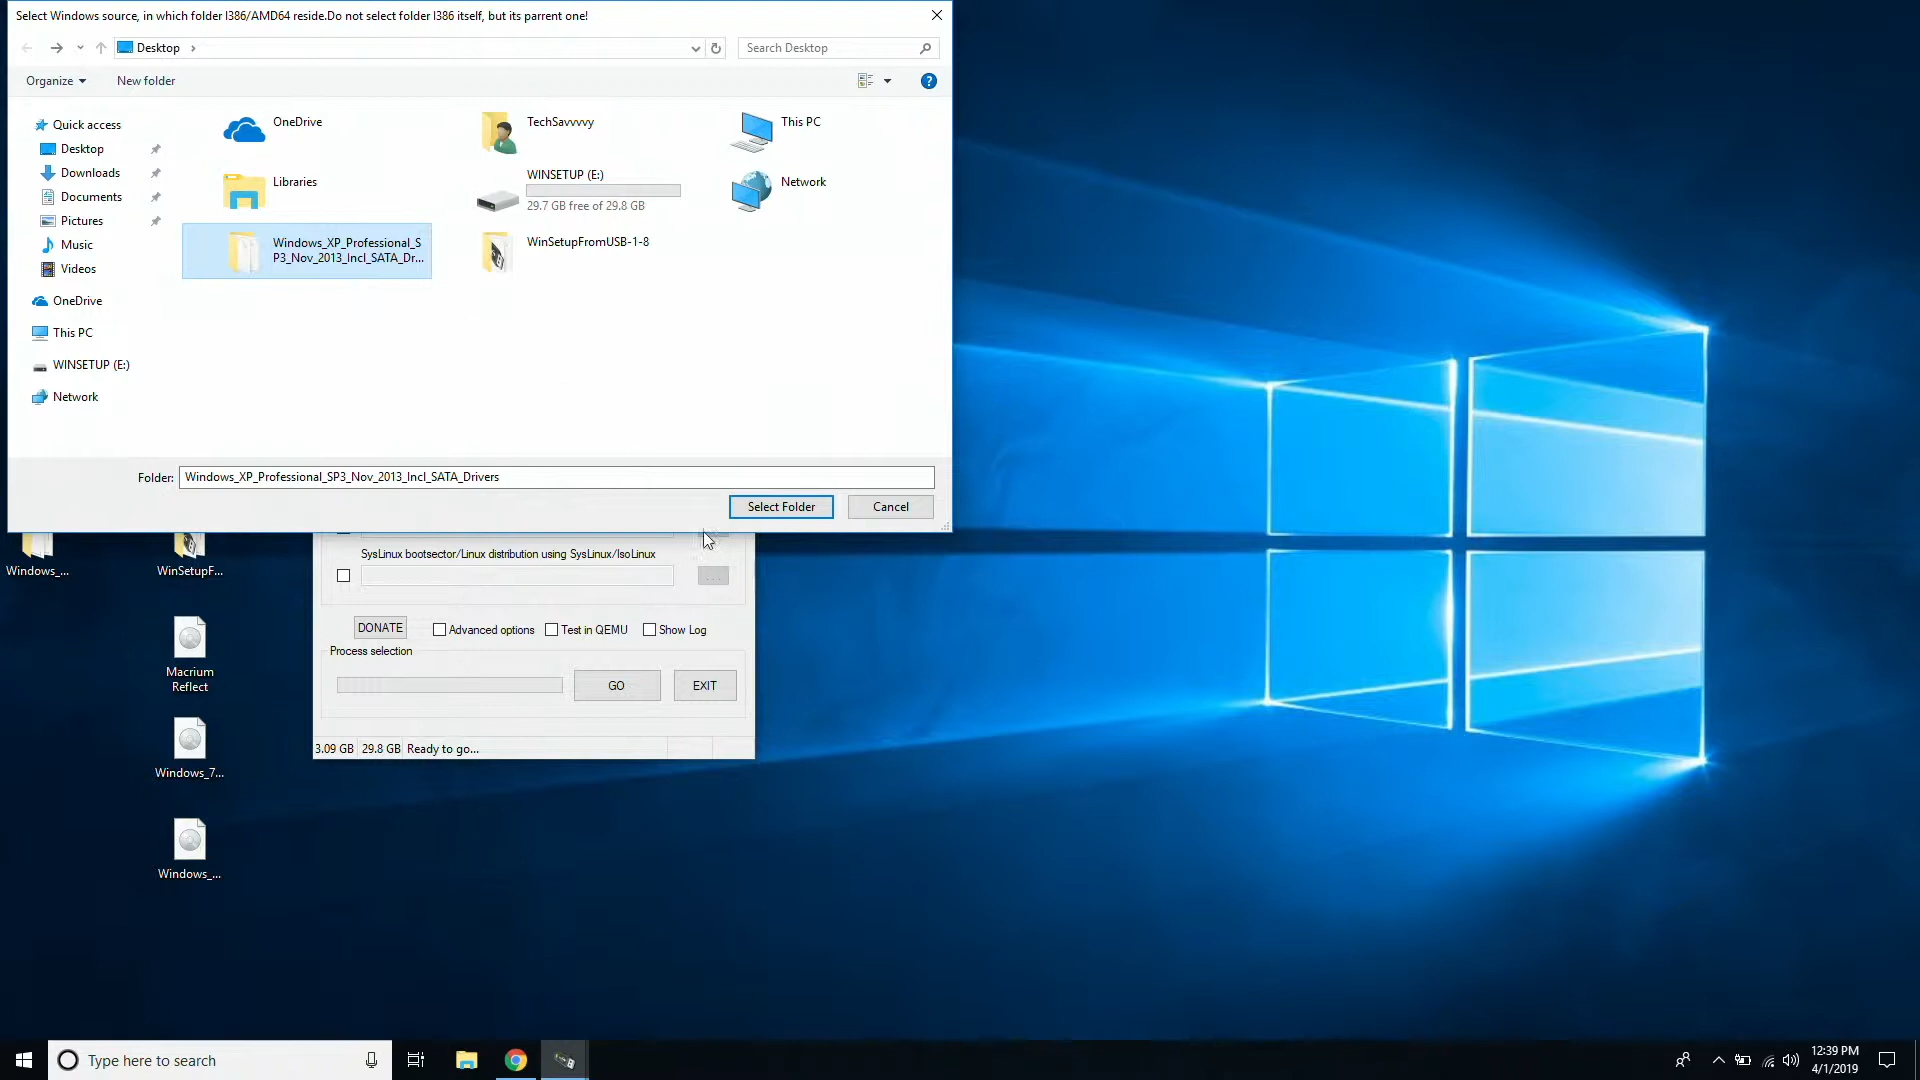 Select Windows source, in which folder I386/AMD64 reside.Do not select folder I386 itself, but its parrent one!
Desktop
Search Desktop
Organize
New folder
Quick access
Desktop
Downloads
Documents
Pictures
Music
Videos
OneDrive
This PC
WINSETUP (E:)
Network
OneDrive
TechSavvvvy
This PC
Libraries
WINSETUP (E:)
29.7 GB free of 29.8 GB
Network
Windows_XP_Professional_S
P3_Nov_2013_Incl_SATA_Dr...
WinSetupFromUSB-1-8
Folder:
Windows_XP_Professional_SP3_Nov_2013_Incl_SATA_Drivers
Select Folder
Cancel
Windows_...
WinSetupF...
Macrium
Reflect
Windows_7...
Windows_...
SysLinux bootsector/Linux distribution using SysLinux/IsoLinux
...
DONATE
Advanced options
Test in QEMU
Show Log
Process selection
GO
EXIT
3.09 GB
29.8 GB
Ready to go...
Type here to search
12:39 PM
4/1/2019